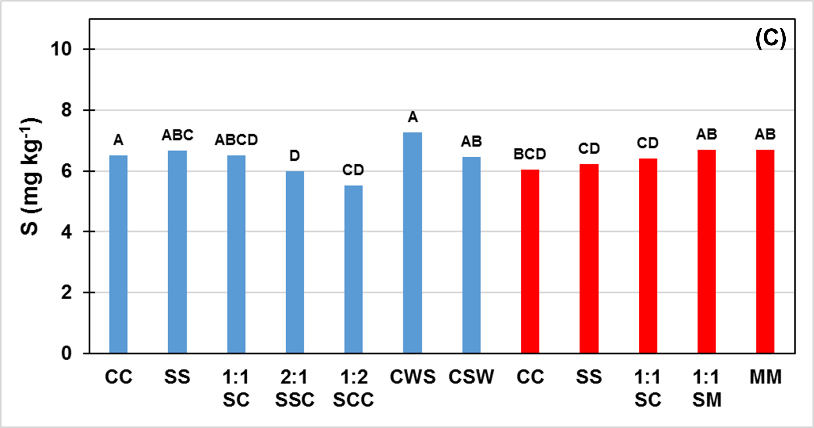 (C)
10
8
6
4
2
0
S (mg kg-1)
A
ABC
ABCD
D
CD
A
AB
BCD
CD
CD
AB
AB
CC
SS
1:1
SC
2:1
SSC
1:2
SCC
CWS
CSW
CC
SS
1:1
SC
1:1
SM
MM